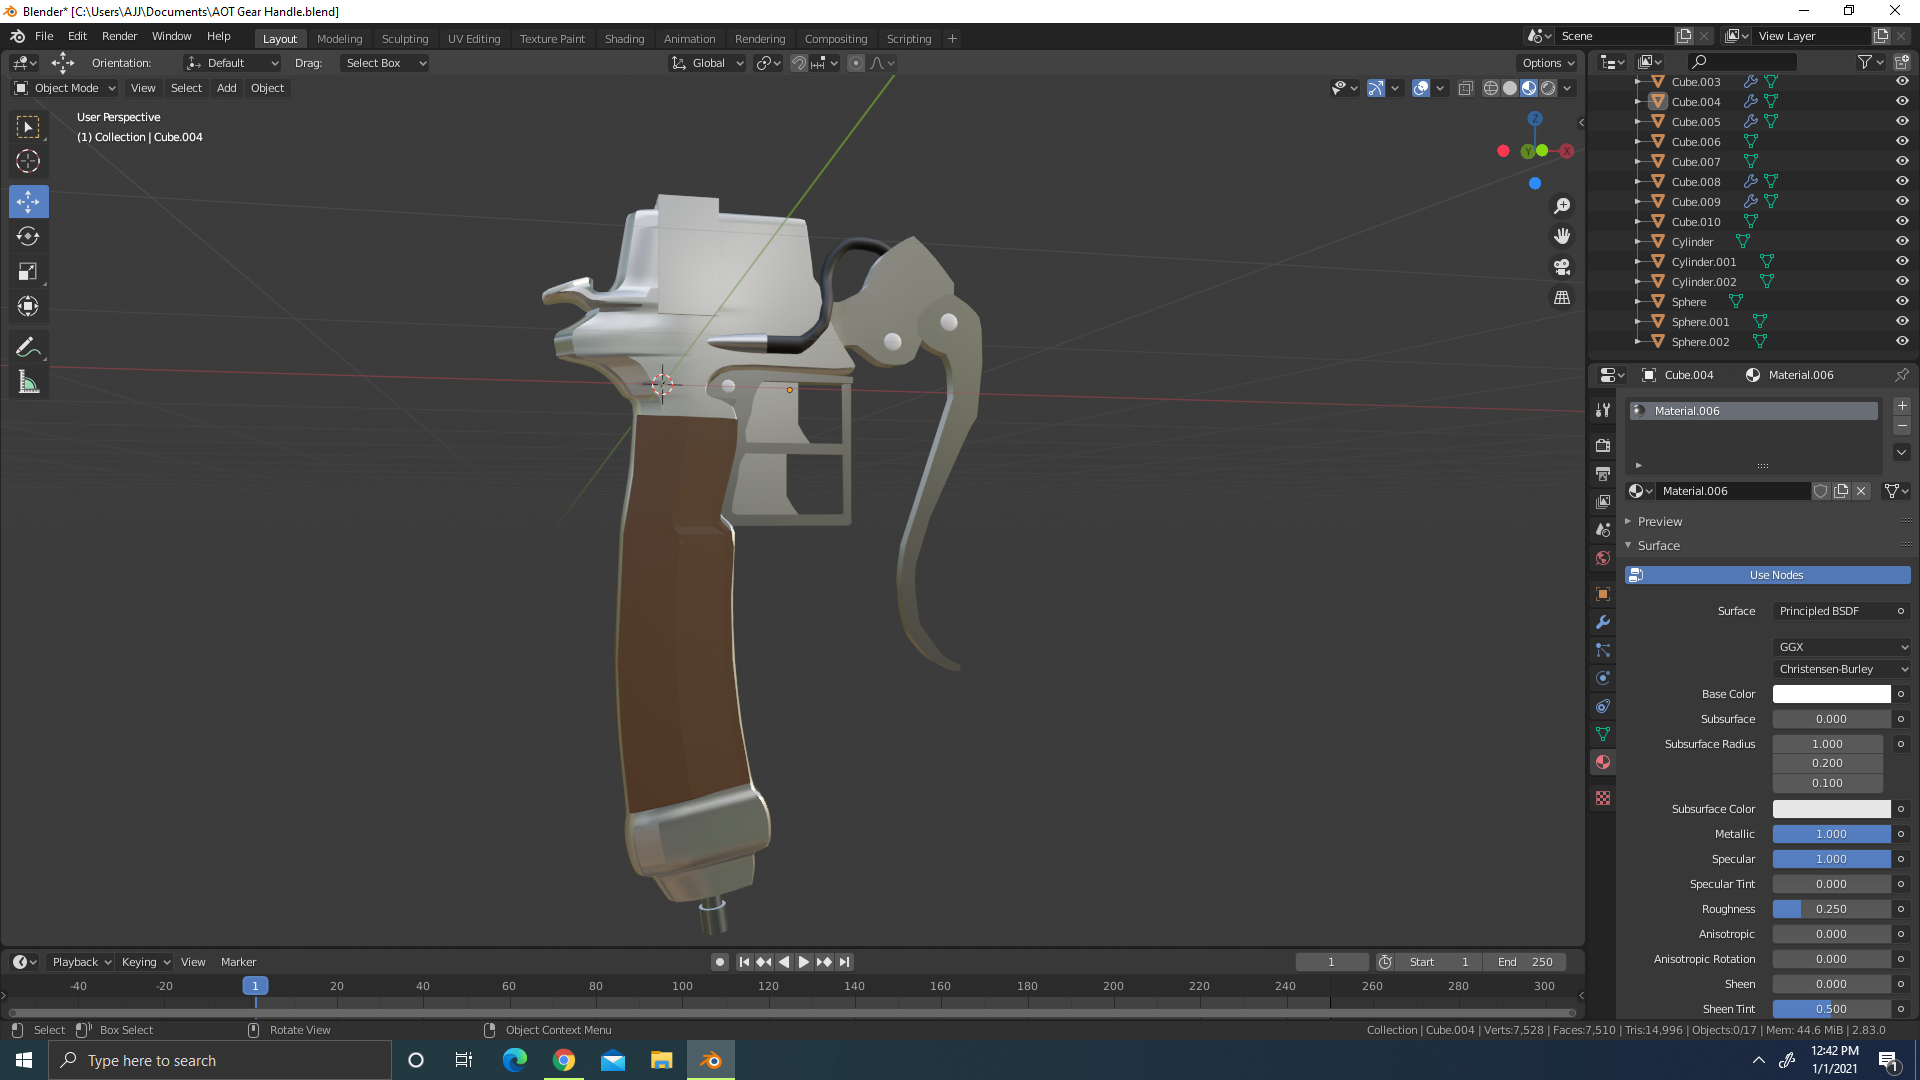 Blender* [C:\Users\AJJ\Documents\AOT Gear Handle.blend]
File Edit Render Window Help Layout Modeling Sculpting UV Editing Texture Paint Shading Animation Rendering Compositing Scripting Scene View Layer
Orientation: Default Drag: Select Box Global Options
Object Mode View Select Add Object
User Perspective
(1) Collection | Cube.004
Z
Y
X
Cube.003
Cube.004
Cube.005
Cube.006
Cube.007
Cube.008
Cube.009
Cube.010
Cylinder
Cylinder.001
Cylinder.002
Sphere
Sphere.001
Sphere.002
Cube.004 Material.006
Material.006
Material.006
Preview
Surface
Use Nodes
Surface Principled BSDF
GGX
Christensen-Burley
Base Color
Subsurface 0.000
Subsurface Radius 1.000
0.200
0.100
Subsurface Color
Metallic 1.000
Specular 1.000
Specular Tint 0.000
Roughness 0.250
Anisotropic 0.000
Anisotropic Rotation 0.000
Sheen 0.000
Sheen Tint 0.500
Playback Keying View Marker 1 Start 1 End 250
-40 -20 1 20 40 60 80 100 120 140 160 180 200 220 240 260 280 300
Select Box Select Rotate View Object Context Menu Collection | Cube.004 | Verts:7,528 | Faces:7,510 | Tris:14,996 | Objects:0/17 | Mem: 44.6 MiB | 2.83.0
Type here to search
12:42 PM
1/1/2021
1